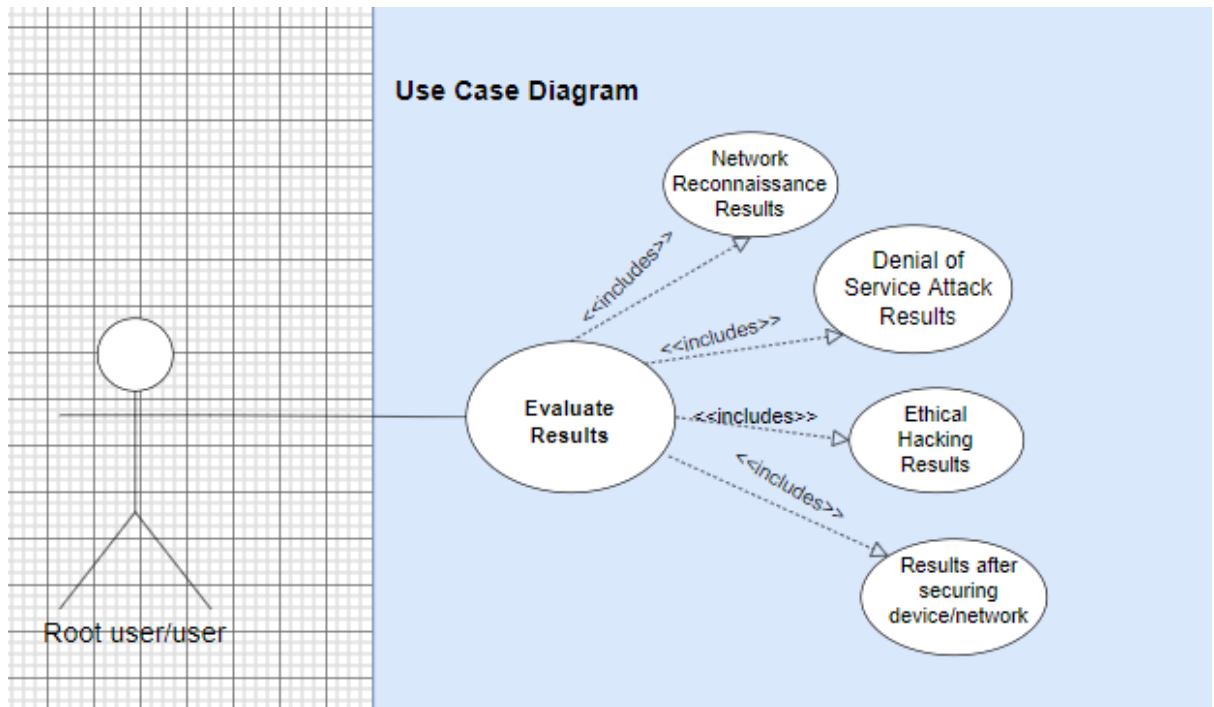 Use Case Diagram
Network
Reconnaissance
Results
<<includes>>
Denial of
Service Attack
Results
<<includes>>
Evaluate
Results
<<includes>>
Ethical
Hacking
Results
<<includes>>
Results after
securing
device/network
Root user/user